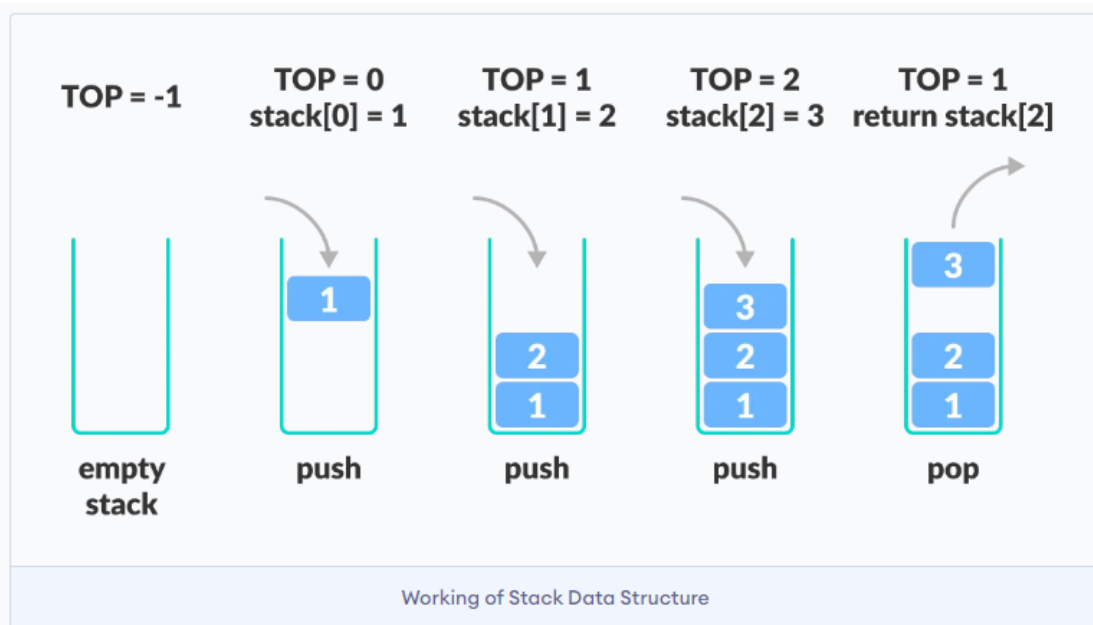 TOP = -1
TOP = 0
stack[0] = 1
TOP = 1
stack[1] = 2
TOP = 2
stack[2] = 3
TOP = 1
return stack[2]
1
2
1
3
2
1
3
2
1
empty
stack
push
push
push
pop
Working of Stack Data Structure